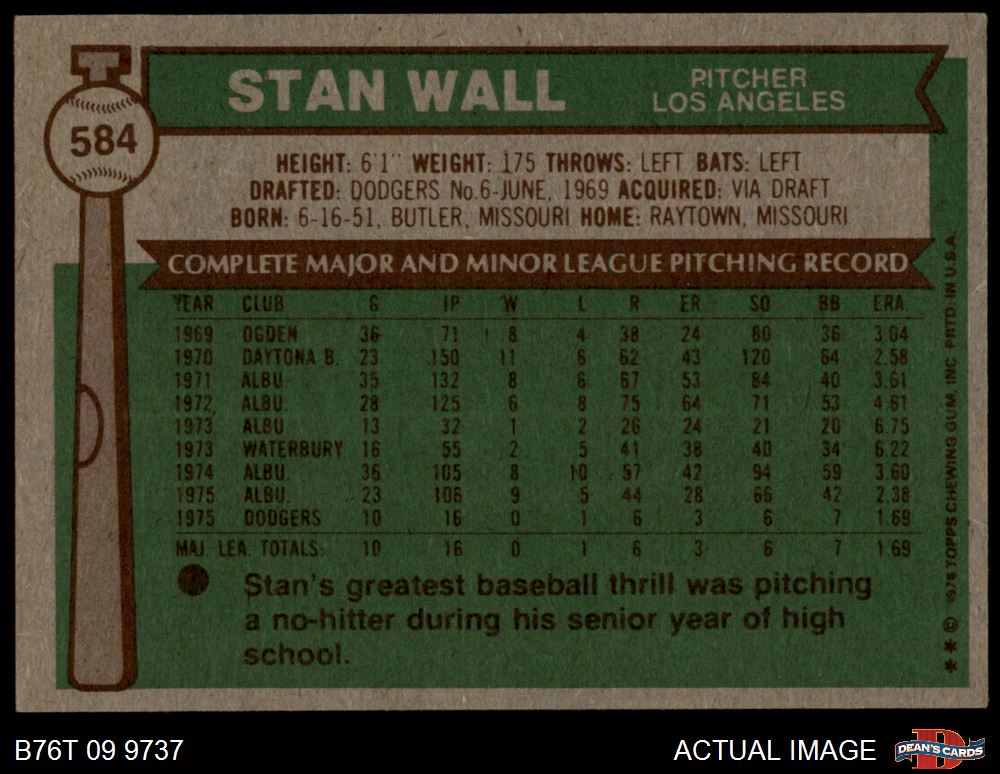 STAN WALL
PITCHER
LOS ANGELES
584
HEIGHT: 6'1" WEIGHT: 175 THROWS: LEFT BATS: LEFT
DRAFTED: DODGERS No.6-JUNE, 1969 ACQUIRED: VIA DRAFT
BORN: 6-16-51, BUTLER, MISSOURI HOME: RAYTOWN, MISSOURI
COMPLETE MAJOR AND MINOR LEAGUE PITCHING RECORD
YEAR CLUB G IP W L R ER SO BB ERA.
1969 OGDEN 36 71 8 4 38 24 80 36 3.04
1970 DAYTONA B. 23 150 11 6 62 43 120 64 2.58
1971 ALBU. 35 132 8 6 67 53 84 40 3.61
1972 ALBU. 28 125 6 8 75 64 71 53 4.61
1973 ALBU. 13 32 1 2 26 24 21 20 6.75
1973 WATERBURY 16 55 2 5 41 38 40 34 6.22
1974 ALBU. 36 105 8 10 57 42 94 59 3.60
1975 ALBU. 23 106 9 5 44 28 66 42 2.38
1975 DODGERS 10 16 0 1 6 3 6 7 1.69
MAJ. LEA. TOTALS: 10 16 0 1 6 3 6 7 1.69
Stan's greatest baseball thrill was pitching
a no-hitter during his senior year of high
school.
** © 1976 TOPPS CHEWING GUM, INC. PRTD. IN U.S.A.
B76T 09 9737
ACTUAL IMAGE
DEAN'S CARDS